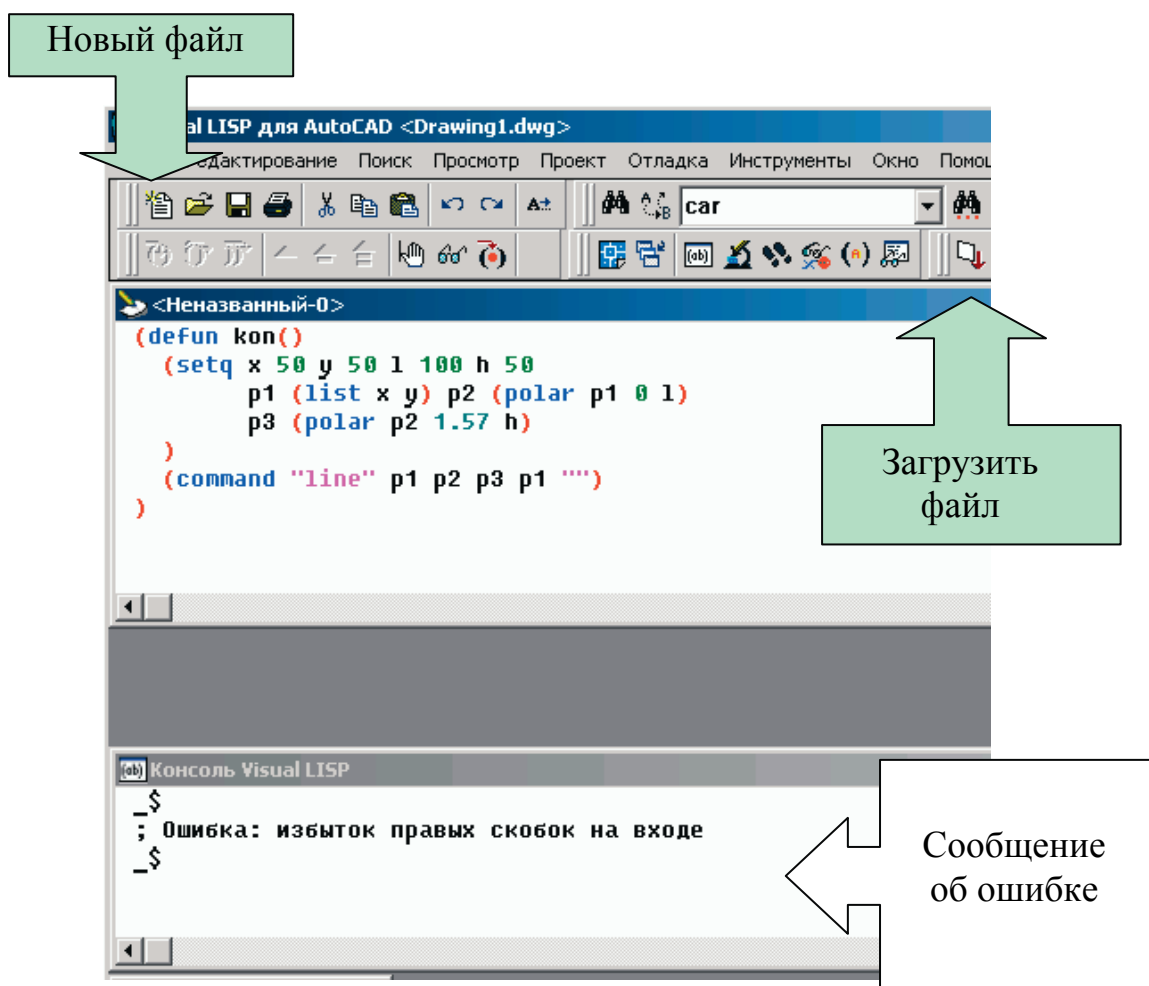 Новый файл
al LISP для AutoCAD <Drawing1.dwg>
едактирование Поиск Просмотр Проект Отладка Инструменты Окно Помощ
car
<Неназванный-0>
(defun kon()
(setq x 50 y 50 l 100 h 50
p1 (list x y) p2 (polar p1 0 l)
p3 (polar p2 1.57 h)
)
(command "line" p1 p2 p3 p1 "")
)
Загрузить
файл
Консоль Visual LISP
_$
; Ошибка: избыток правых скобок на входе
_$
Сообщение
об ошибке